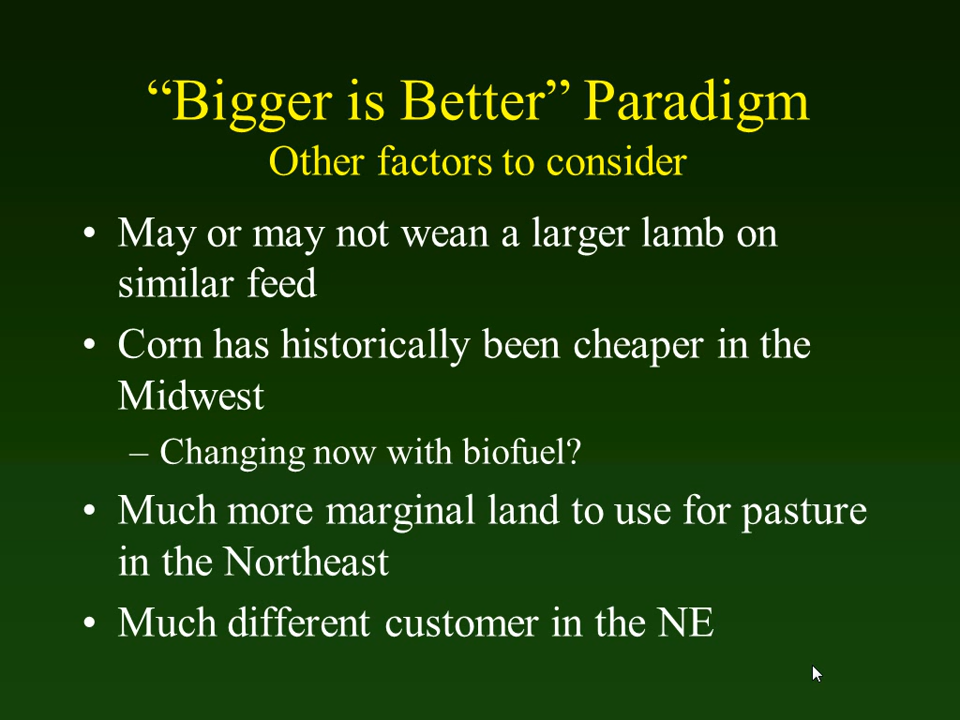 “Bigger is Better” Paradigm
Other factors to consider
• May or may not wean a larger lamb on
similar feed
• Corn has historically been cheaper in the
Midwest
– Changing now with biofuel?
• Much more marginal land to use for pasture
in the Northeast
• Much different customer in the NE